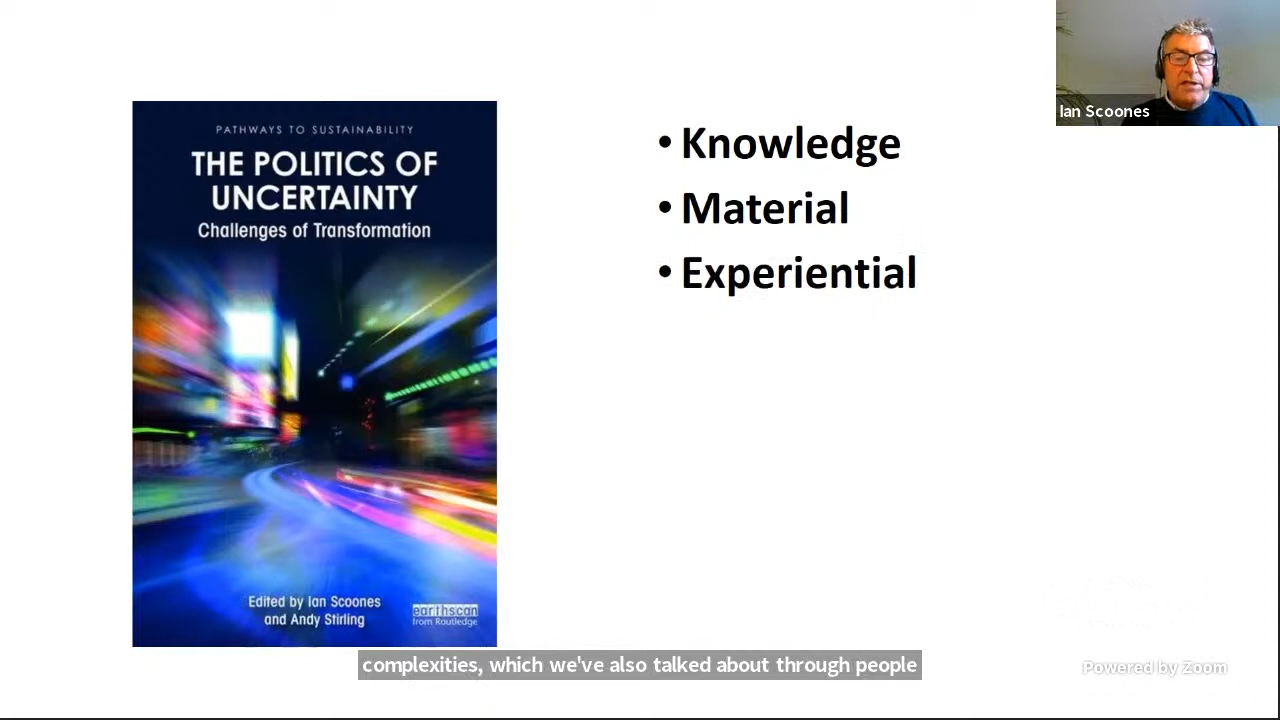 PATHWAYS TO SUSTAINABILITY
THE POLITICS OF
UNCERTAINTY
Challenges of Transformation
Edited by Ian Scoones
and Andy Stirling
earthscan
from Routledge
• Knowledge
• Material
• Experiential
Ian Scoones
complexities, which we've also talked about through people
Powered by Zoom